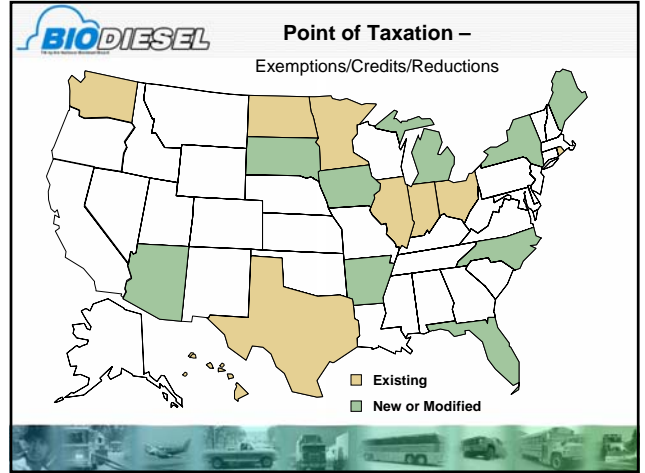 BIODIESEL
Point of Taxation –
Exemptions/Credits/Reductions
Existing
New or Modified